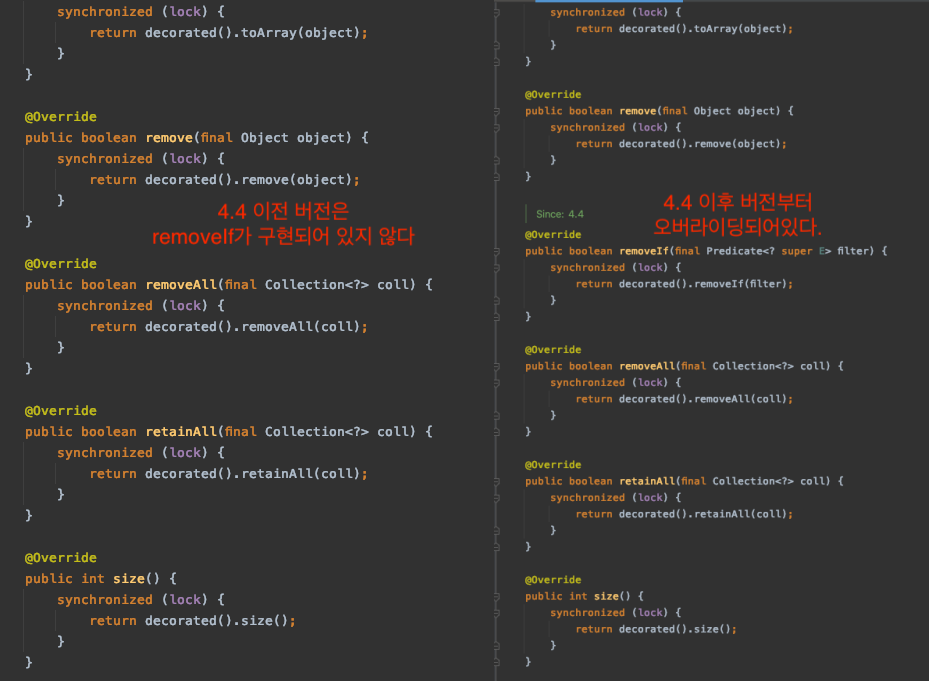 synchronized (lock) {
return decorated().toArray(object);
}
}
@Override
public boolean remove(final Object object) {
synchronized (lock) {
return decorated().remove(object);
}
}
4.4 이전 버전은
removeIf가 구현되어 있지 않다
@Override
public boolean removeAll(final Collection<?> coll) {
synchronized (lock) {
return decorated().removeAll(coll);
}
}
@Override
public boolean retainAll(final Collection<?> coll) {
synchronized (lock) {
return decorated().retainAll(coll);
}
}
@Override
public int size() {
synchronized (lock) {
return decorated().size();
}
}
synchronized (lock) {
return decorated().toArray(object);
}
}
@Override
public boolean remove(final Object object) {
synchronized (lock) {
return decorated().remove(object);
}
}
4.4 이후 버전부터
오버라이딩되어있다.
Since: 4.4
@Override
public boolean removeIf(final Predicate<? super E> filter) {
synchronized (lock) {
return decorated().removeIf(filter);
}
}
@Override
public boolean removeAll(final Collection<?> coll) {
synchronized (lock) {
return decorated().removeAll(coll);
}
}
@Override
public boolean retainAll(final Collection<?> coll) {
synchronized (lock) {
return decorated().retainAll(coll);
}
}
@Override
public int size() {
synchronized (lock) {
return decorated().size();
}
}